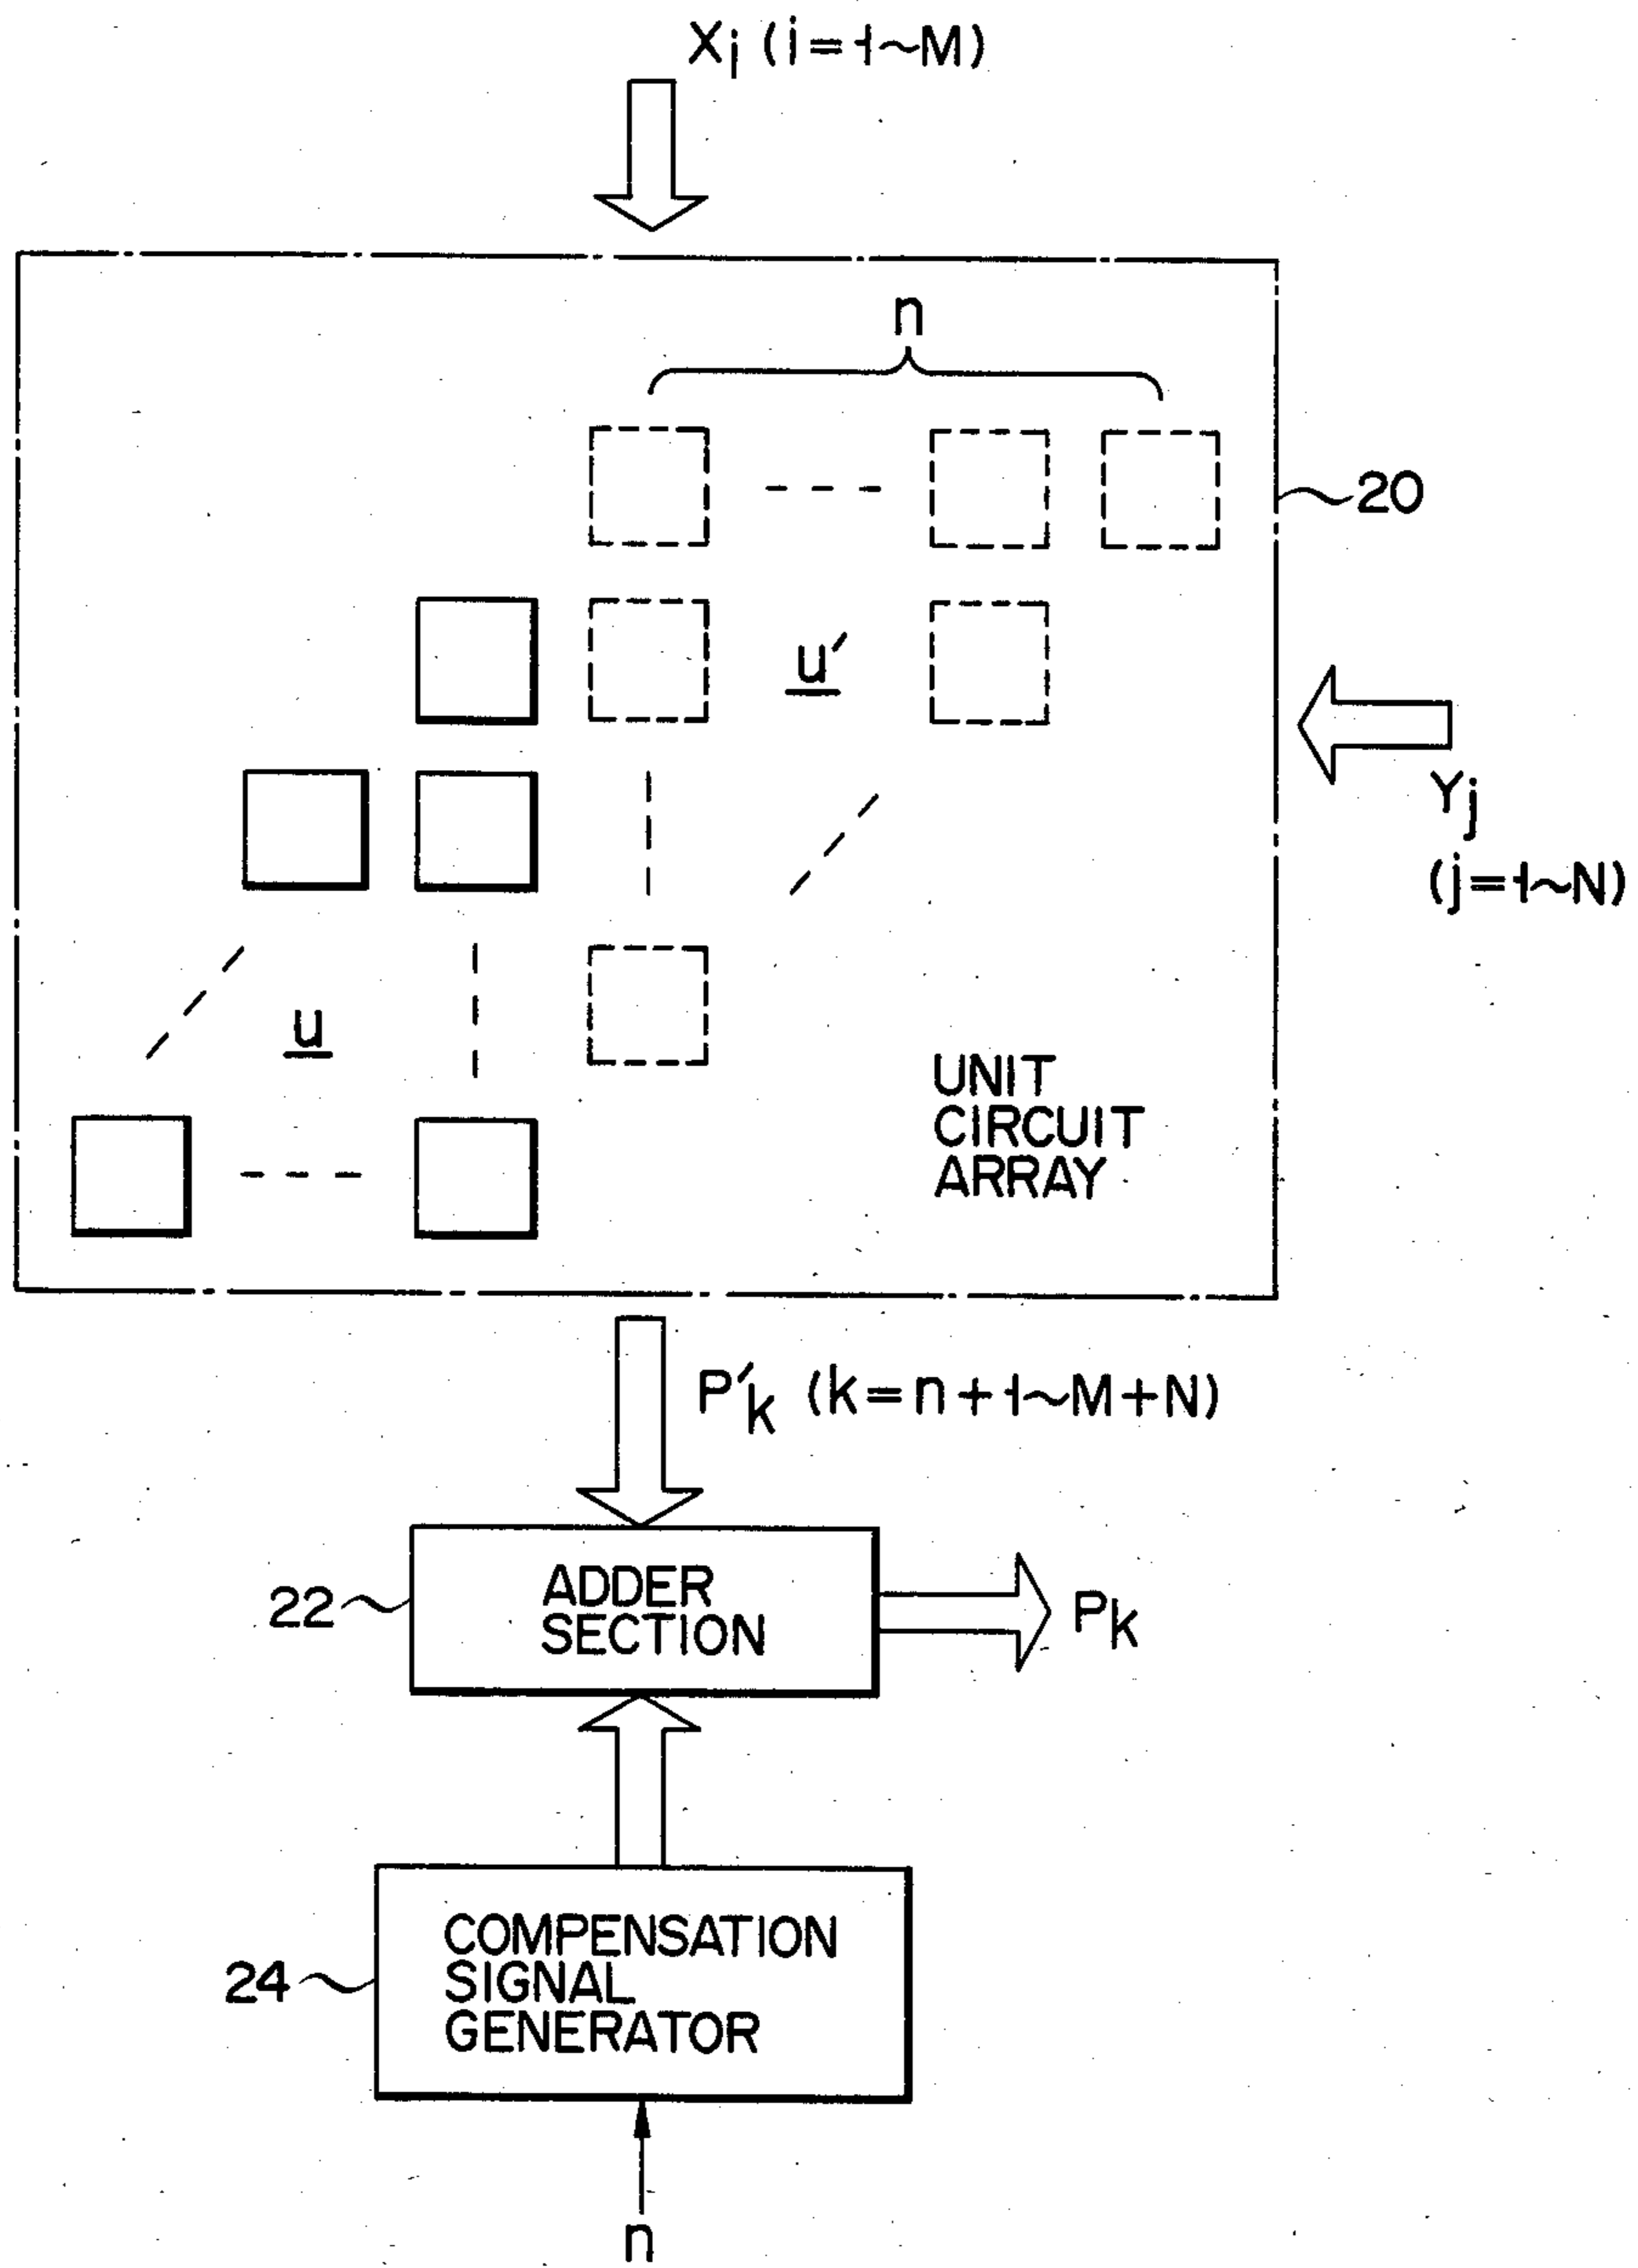 Xi (i=1~M)
n
20
u'
Yj
(j=1~N)
u
UNIT
CIRCUIT
ARRAY
P'k (k=n+1~M+N)
22
ADDER
SECTION
Pk
24
COMPENSATION
SIGNAL
GENERATOR
n